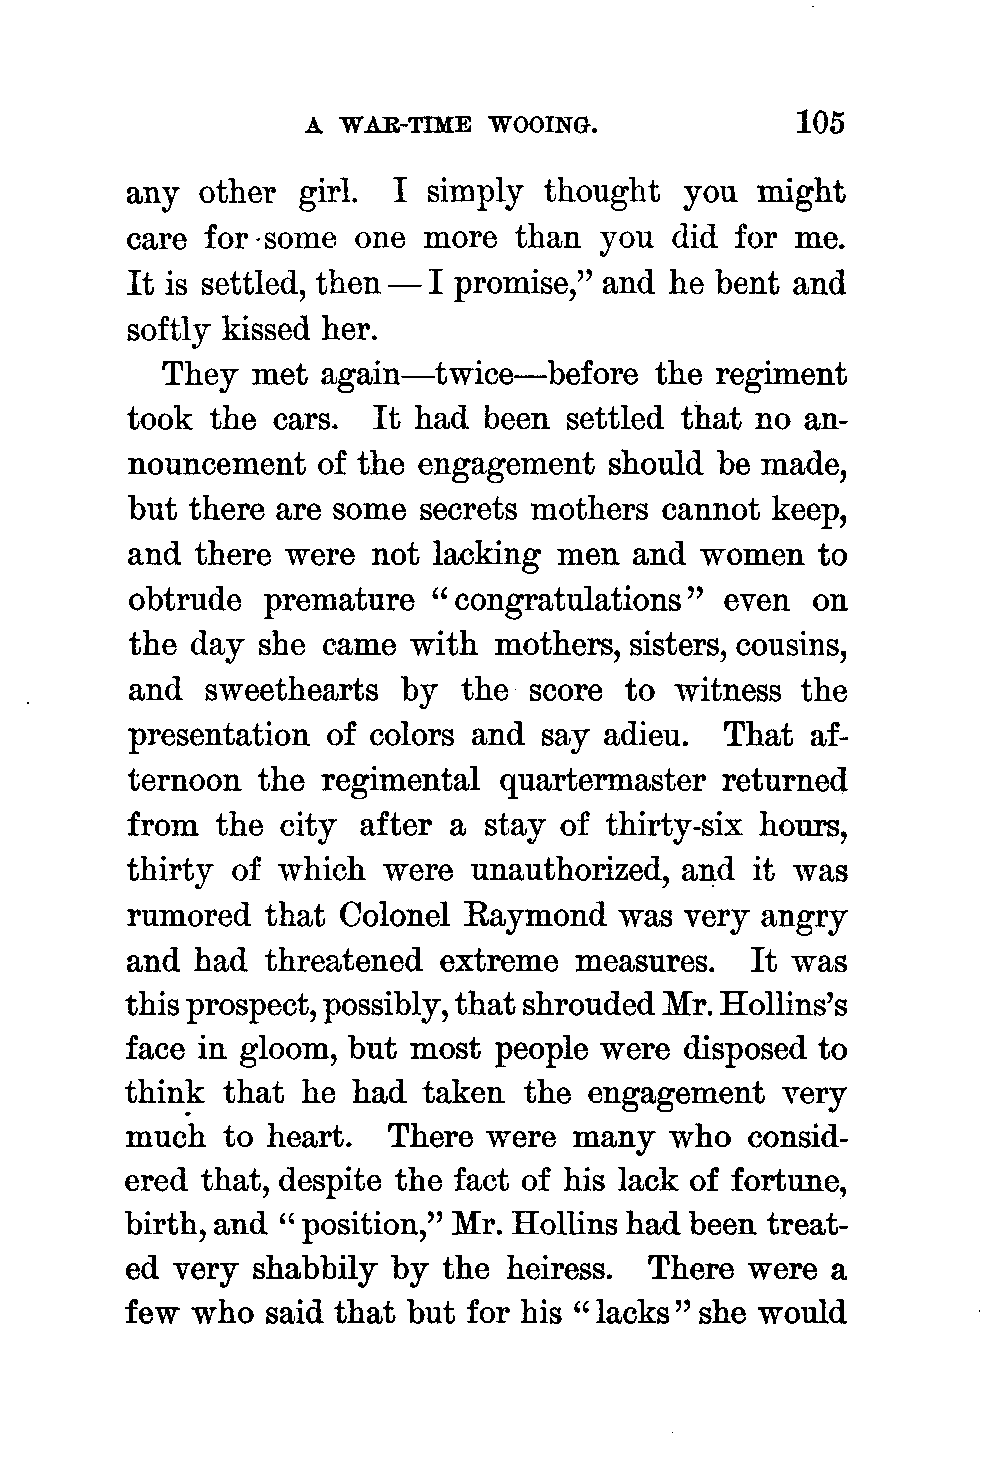 A WAR-TIME WOOING. 105
any other girl. I simply thought you might
care for some one more than you did for me.
It is settled, then — I promise,” and he bent and
softly kissed her.
They met again—twice—before the regiment
took the cars. It had been settled that no an-
nouncement of the engagement should be made,
but there are some secrets mothers cannot keep,
and there were not lacking men and women to
obtrude premature “congratulations” even on
the day she came with mothers, sisters, cousins,
and sweethearts by the score to witness the
presentation of colors and say adieu. That af-
ternoon the regimental quartermaster returned
from the city after a stay of thirty-six hours,
thirty of which were unauthorized, and it was
rumored that Colonel Raymond was very angry
and had threatened extreme measures. It was
this prospect, possibly, that shrouded Mr. Hollins’s
face in gloom, but most people were disposed to
think that he had taken the engagement very
much to heart. There were many who consid-
ered that, despite the fact of his lack of fortune,
birth, and “position,” Mr. Hollins had been treat-
ed very shabbily by the heiress. There were a
few who said that but for his “lacks” she would